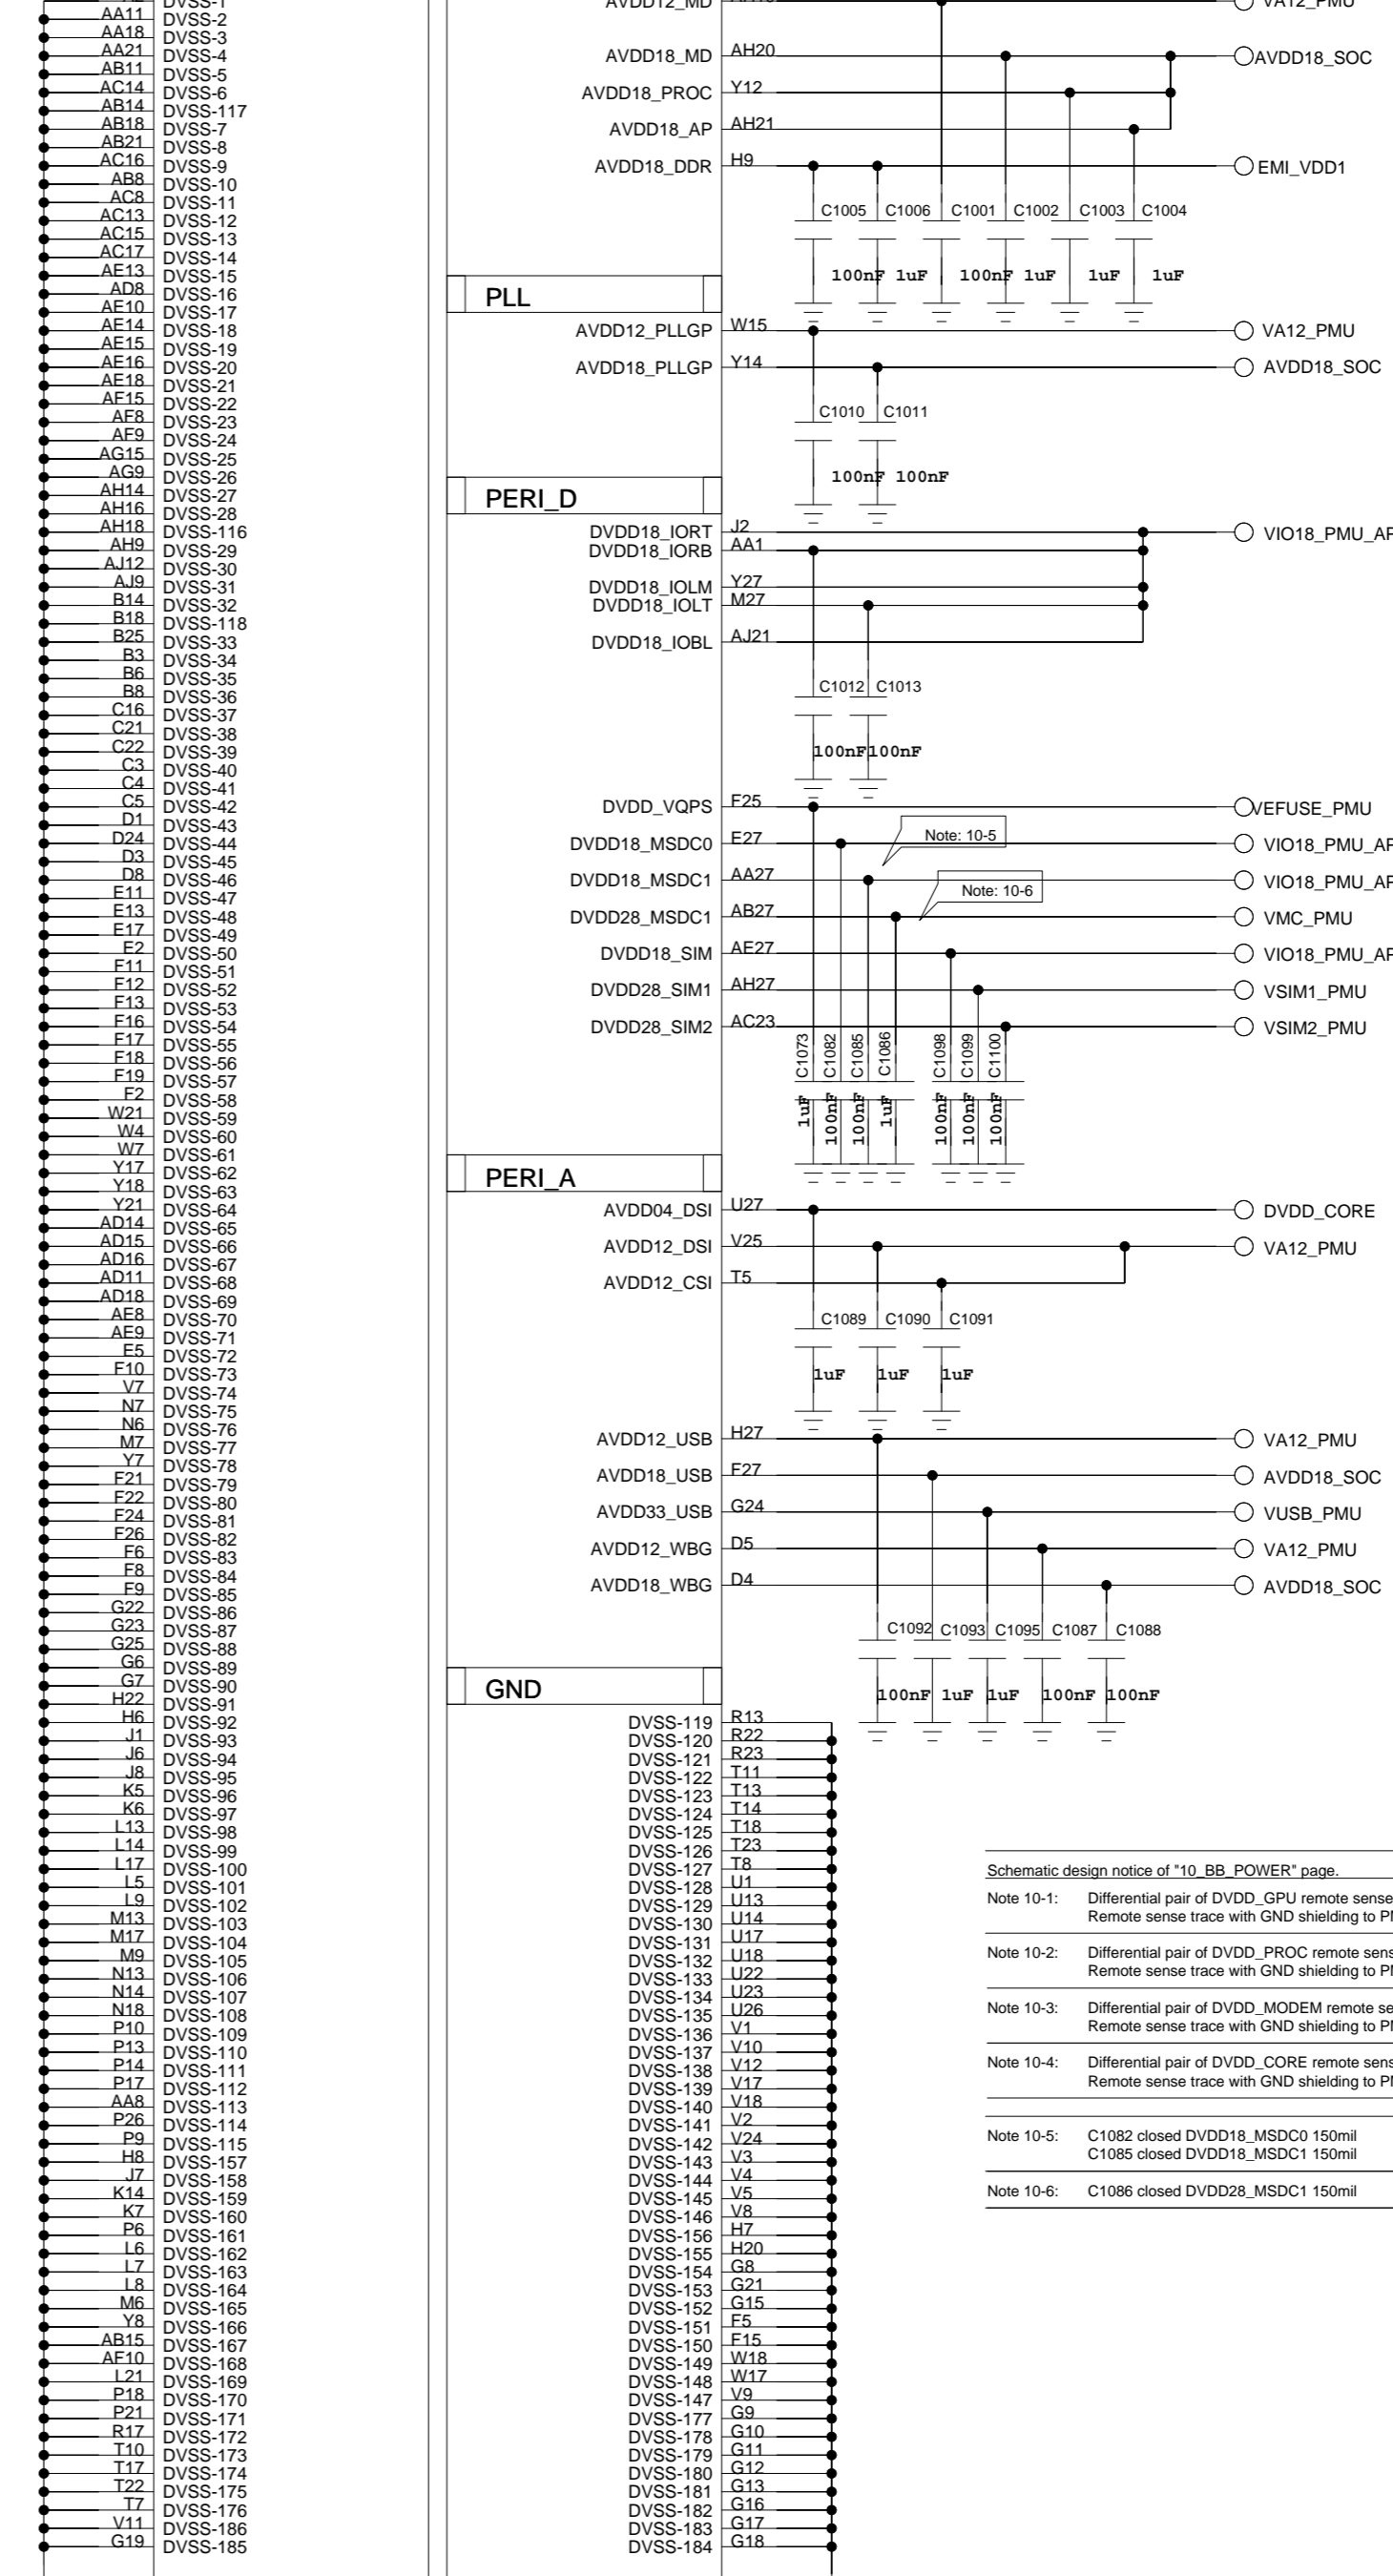 DVSS-1
AA11 DVSS-2
AA18 DVSS-3
AA21 DVSS-4
AB11 DVSS-5
AC14 DVSS-6
AB14 DVSS-117
AB18 DVSS-7
AB21 DVSS-8
AC16 DVSS-9
AB8 DVSS-10
AC8 DVSS-11
AC13 DVSS-12
AC15 DVSS-13
AC17 DVSS-14
AE13 DVSS-15
AD8 DVSS-16
AE10 DVSS-17
AE14 DVSS-18
AE15 DVSS-19
AE16 DVSS-20
AE18 DVSS-21
AF15 DVSS-22
AF8 DVSS-23
AF9 DVSS-24
AG15 DVSS-25
AG9 DVSS-26
AH14 DVSS-27
AH16 DVSS-28
AH18 DVSS-116
AH9 DVSS-29
AJ12 DVSS-30
AJ9 DVSS-31
B14 DVSS-32
B18 DVSS-118
B25 DVSS-33
B3 DVSS-34
B6 DVSS-35
B8 DVSS-36
C16 DVSS-37
C21 DVSS-38
C22 DVSS-39
C3 DVSS-40
C4 DVSS-41
C5 DVSS-42
D1 DVSS-43
D24 DVSS-44
D3 DVSS-45
D8 DVSS-46
E11 DVSS-47
E13 DVSS-48
E17 DVSS-49
E2 DVSS-50
F11 DVSS-51
F12 DVSS-52
F13 DVSS-53
F16 DVSS-54
F17 DVSS-55
F18 DVSS-56
F19 DVSS-57
F2 DVSS-58
W21 DVSS-59
W4 DVSS-60
W7 DVSS-61
Y17 DVSS-62
Y18 DVSS-63
Y21 DVSS-64
AD14 DVSS-65
AD15 DVSS-66
AD16 DVSS-67
AD11 DVSS-68
AD18 DVSS-69
AE8 DVSS-70
AE9 DVSS-71
E5 DVSS-72
F10 DVSS-73
V7 DVSS-74
N7 DVSS-75
N6 DVSS-76
M7 DVSS-77
Y7 DVSS-78
F21 DVSS-79
F22 DVSS-80
F24 DVSS-81
F26 DVSS-82
F6 DVSS-83
F8 DVSS-84
F9 DVSS-85
G22 DVSS-86
G23 DVSS-87
G25 DVSS-88
G6 DVSS-89
G7 DVSS-90
H22 DVSS-91
H6 DVSS-92
J1 DVSS-93
J6 DVSS-94
J8 DVSS-95
K5 DVSS-96
K6 DVSS-97
L13 DVSS-98
L14 DVSS-99
L17 DVSS-100
L5 DVSS-101
L9 DVSS-102
M13 DVSS-103
M17 DVSS-104
M9 DVSS-105
N13 DVSS-106
N14 DVSS-107
N18 DVSS-108
P10 DVSS-109
P13 DVSS-110
P14 DVSS-111
P17 DVSS-112
AA8 DVSS-113
P26 DVSS-114
P9 DVSS-115
H8 DVSS-157
J7 DVSS-158
K14 DVSS-159
K7 DVSS-160
P6 DVSS-161
L6 DVSS-162
L7 DVSS-163
L8 DVSS-164
M6 DVSS-165
Y8 DVSS-166
AB15 DVSS-167
AF10 DVSS-168
L21 DVSS-169
P18 DVSS-170
P21 DVSS-171
R17 DVSS-172
T10 DVSS-173
T17 DVSS-174
T22 DVSS-175
T7 DVSS-176
V11 DVSS-186
G19 DVSS-185
AVDD12_MD VA12_PMU
AVDD18_MD AH20 AVDD18_SOC
AVDD18_PROC Y12
AVDD18_AP AH21
AVDD18_DDR H9 EMI_VDD1
C1005 C1006 C1001 C1002 C1003 C1004
100nF 1uF 100nF 1uF 1uF 1uF
PLL
AVDD12_PLLGP W15 VA12_PMU
AVDD18_PLLGP Y14 AVDD18_SOC
C1010 C1011
100nF 100nF
PERI_D
DVDD18_IORT J2 VIO18_PMU_AP
DVDD18_IORB AA1
DVDD18_IOLM Y27
DVDD18_IOLT M27
DVDD18_IOBL AJ21
C1012 C1013
100nF 100nF
DVDD_VQPS F25 VEFUSE_PMU
Note: 10-5
DVDD18_MSDC0 E27 VIO18_PMU_AP
DVDD18_MSDC1 AA27 VIO18_PMU_AP
Note: 10-6
DVDD28_MSDC1 AB27 VMC_PMU
DVDD18_SIM AE27 VIO18_PMU_AP
DVDD28_SIM1 AH27 VSIM1_PMU
DVDD28_SIM2 AC23 VSIM2_PMU
C1073 C1082 C1085 C1086 C1098 C1099 C1100
1uF 100nF 100nF 1uF 100nF 100nF 100nF
PERI_A
AVDD04_DSI U27 DVDD_CORE
AVDD12_DSI V25 VA12_PMU
AVDD12_CSI T5
C1089 C1090 C1091
1uF 1uF 1uF
AVDD12_USB H27 VA12_PMU
AVDD18_USB F27 AVDD18_SOC
AVDD33_USB G24 VUSB_PMU
AVDD12_WBG D5 VA12_PMU
AVDD18_WBG D4 AVDD18_SOC
C1092 C1093 C1095 C1087 C1088
100nF 1uF 1uF 100nF 100nF
GND
DVSS-119 R13
DVSS-120 R22
DVSS-121 R23
DVSS-122 T11
DVSS-123 T13
DVSS-124 T14
DVSS-125 T18
DVSS-126 T23
DVSS-127 T8
DVSS-128 U1
DVSS-129 U13
DVSS-130 U14
DVSS-131 U17
DVSS-132 U18
DVSS-133 U22
DVSS-134 U23
DVSS-135 U26
DVSS-136 V1
DVSS-137 V10
DVSS-138 V12
DVSS-139 V17
DVSS-140 V18
DVSS-141 V2
DVSS-142 V24
DVSS-143 V3
DVSS-144 V4
DVSS-145 V5
DVSS-146 V8
DVSS-156 H7
DVSS-155 H20
DVSS-154 G8
DVSS-153 G21
DVSS-152 G15
DVSS-151 F5
DVSS-150 F15
DVSS-149 W18
DVSS-148 W17
DVSS-147 V9
DVSS-177 G9
DVSS-178 G10
DVSS-179 G11
DVSS-180 G12
DVSS-181 G13
DVSS-182 G16
DVSS-183 G17
DVSS-184 G18
Schematic design notice of "10_BB_POWER" page.
Note 10-1: Differential pair of DVDD_GPU remote sense
Remote sense trace with GND shielding to
Note 10-2: Differential pair of DVDD_PROC remote
Remote sense trace with GND shielding to
Note 10-3: Differential pair of DVDD_MODEM remote
Remote sense trace with GND shielding to
Note 10-4: Differential pair of DVDD_CORE remote
Remote sense trace with GND shielding to
Note 10-5: C1082 closed DVDD18_MSDC0 150mil
C1085 closed DVDD18_MSDC1 150mil
Note 10-6: C1086 closed DVDD28_MSDC1 150mil